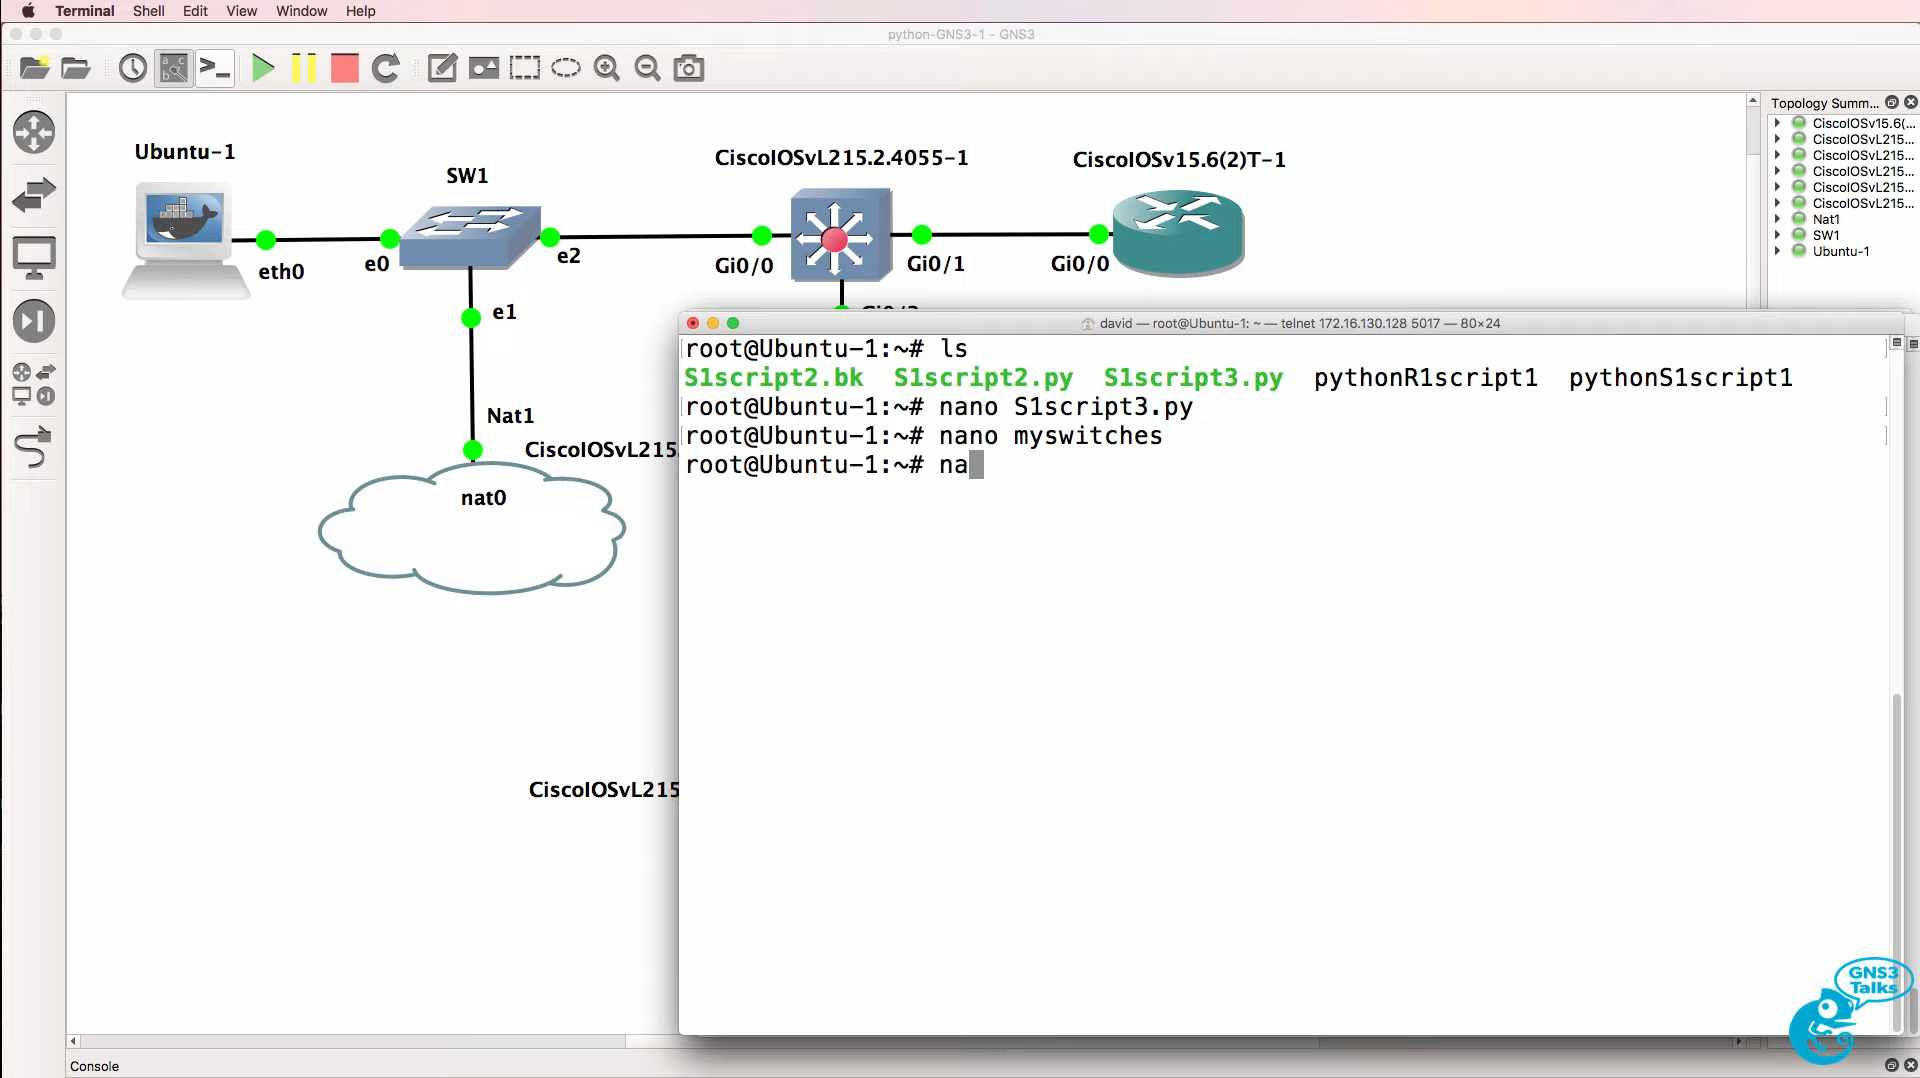 Terminal Shell Edit View Window Help
python-GNS3-1 - GNS3
Topology Summ...
CiscoIOSv15.6(...
CiscoIOSvL215...
CiscoIOSvL215...
CiscoIOSvL215...
CiscoIOSvL215...
CiscoIOSvL215...
Nat1
SW1
Ubuntu-1
Ubuntu-1
SW1
CiscoIOSvL215.2.4055-1
CiscoIOSv15.6(2)T-1
eth0
e0
e2
Gi0/0
Gi0/1
Gi0/0
e1
Nat1
CiscoIOSvL215.
nat0
CiscoIOSvL215
david — root@Ubuntu-1: ~ — telnet 172.16.130.128 5017 — 80×24
root@Ubuntu-1:~# ls
S1script2.bk S1script2.py S1script3.py pythonR1script1 pythonS1script1
root@Ubuntu-1:~# nano S1script3.py
root@Ubuntu-1:~# nano myswitches
root@Ubuntu-1:~# na
GNS3
Talks
Console